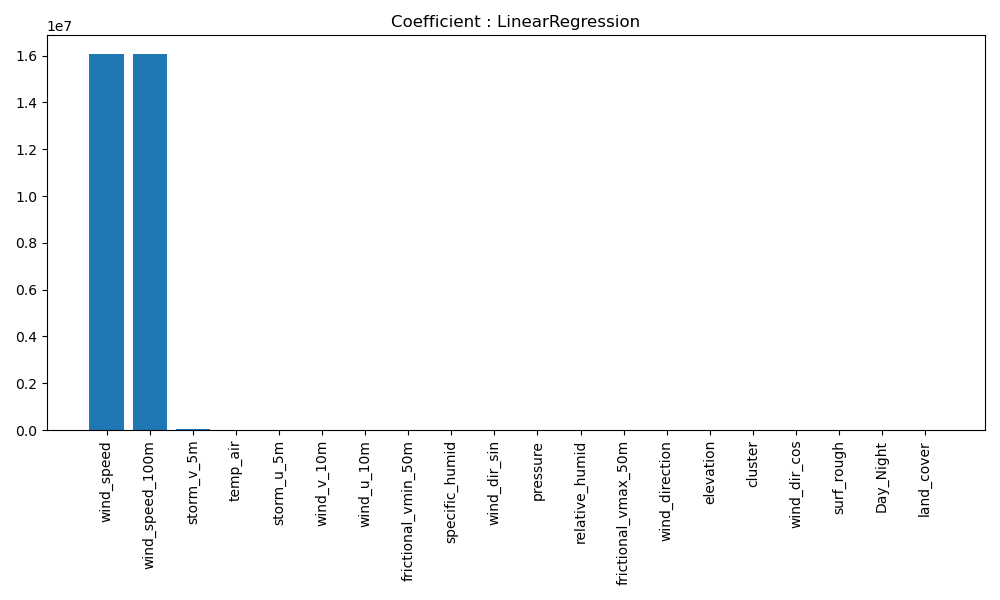 Coefficient : LinearRegression
1e7
1.6
1.4
1.2
1.0
0.8
0.6
0.4
0.2
0.0
wind_speed
wind_speed_100m
storm_v_5m
temp_air
storm_u_5m
wind_v_10m
wind_u_10m
frictional_vmin_50m
specific_humid
wind_dir_sin
pressure
relative_humid
frictional_vmax_50m
wind_direction
elevation
cluster
wind_dir_cos
surf_rough
Day_Night
land_cover